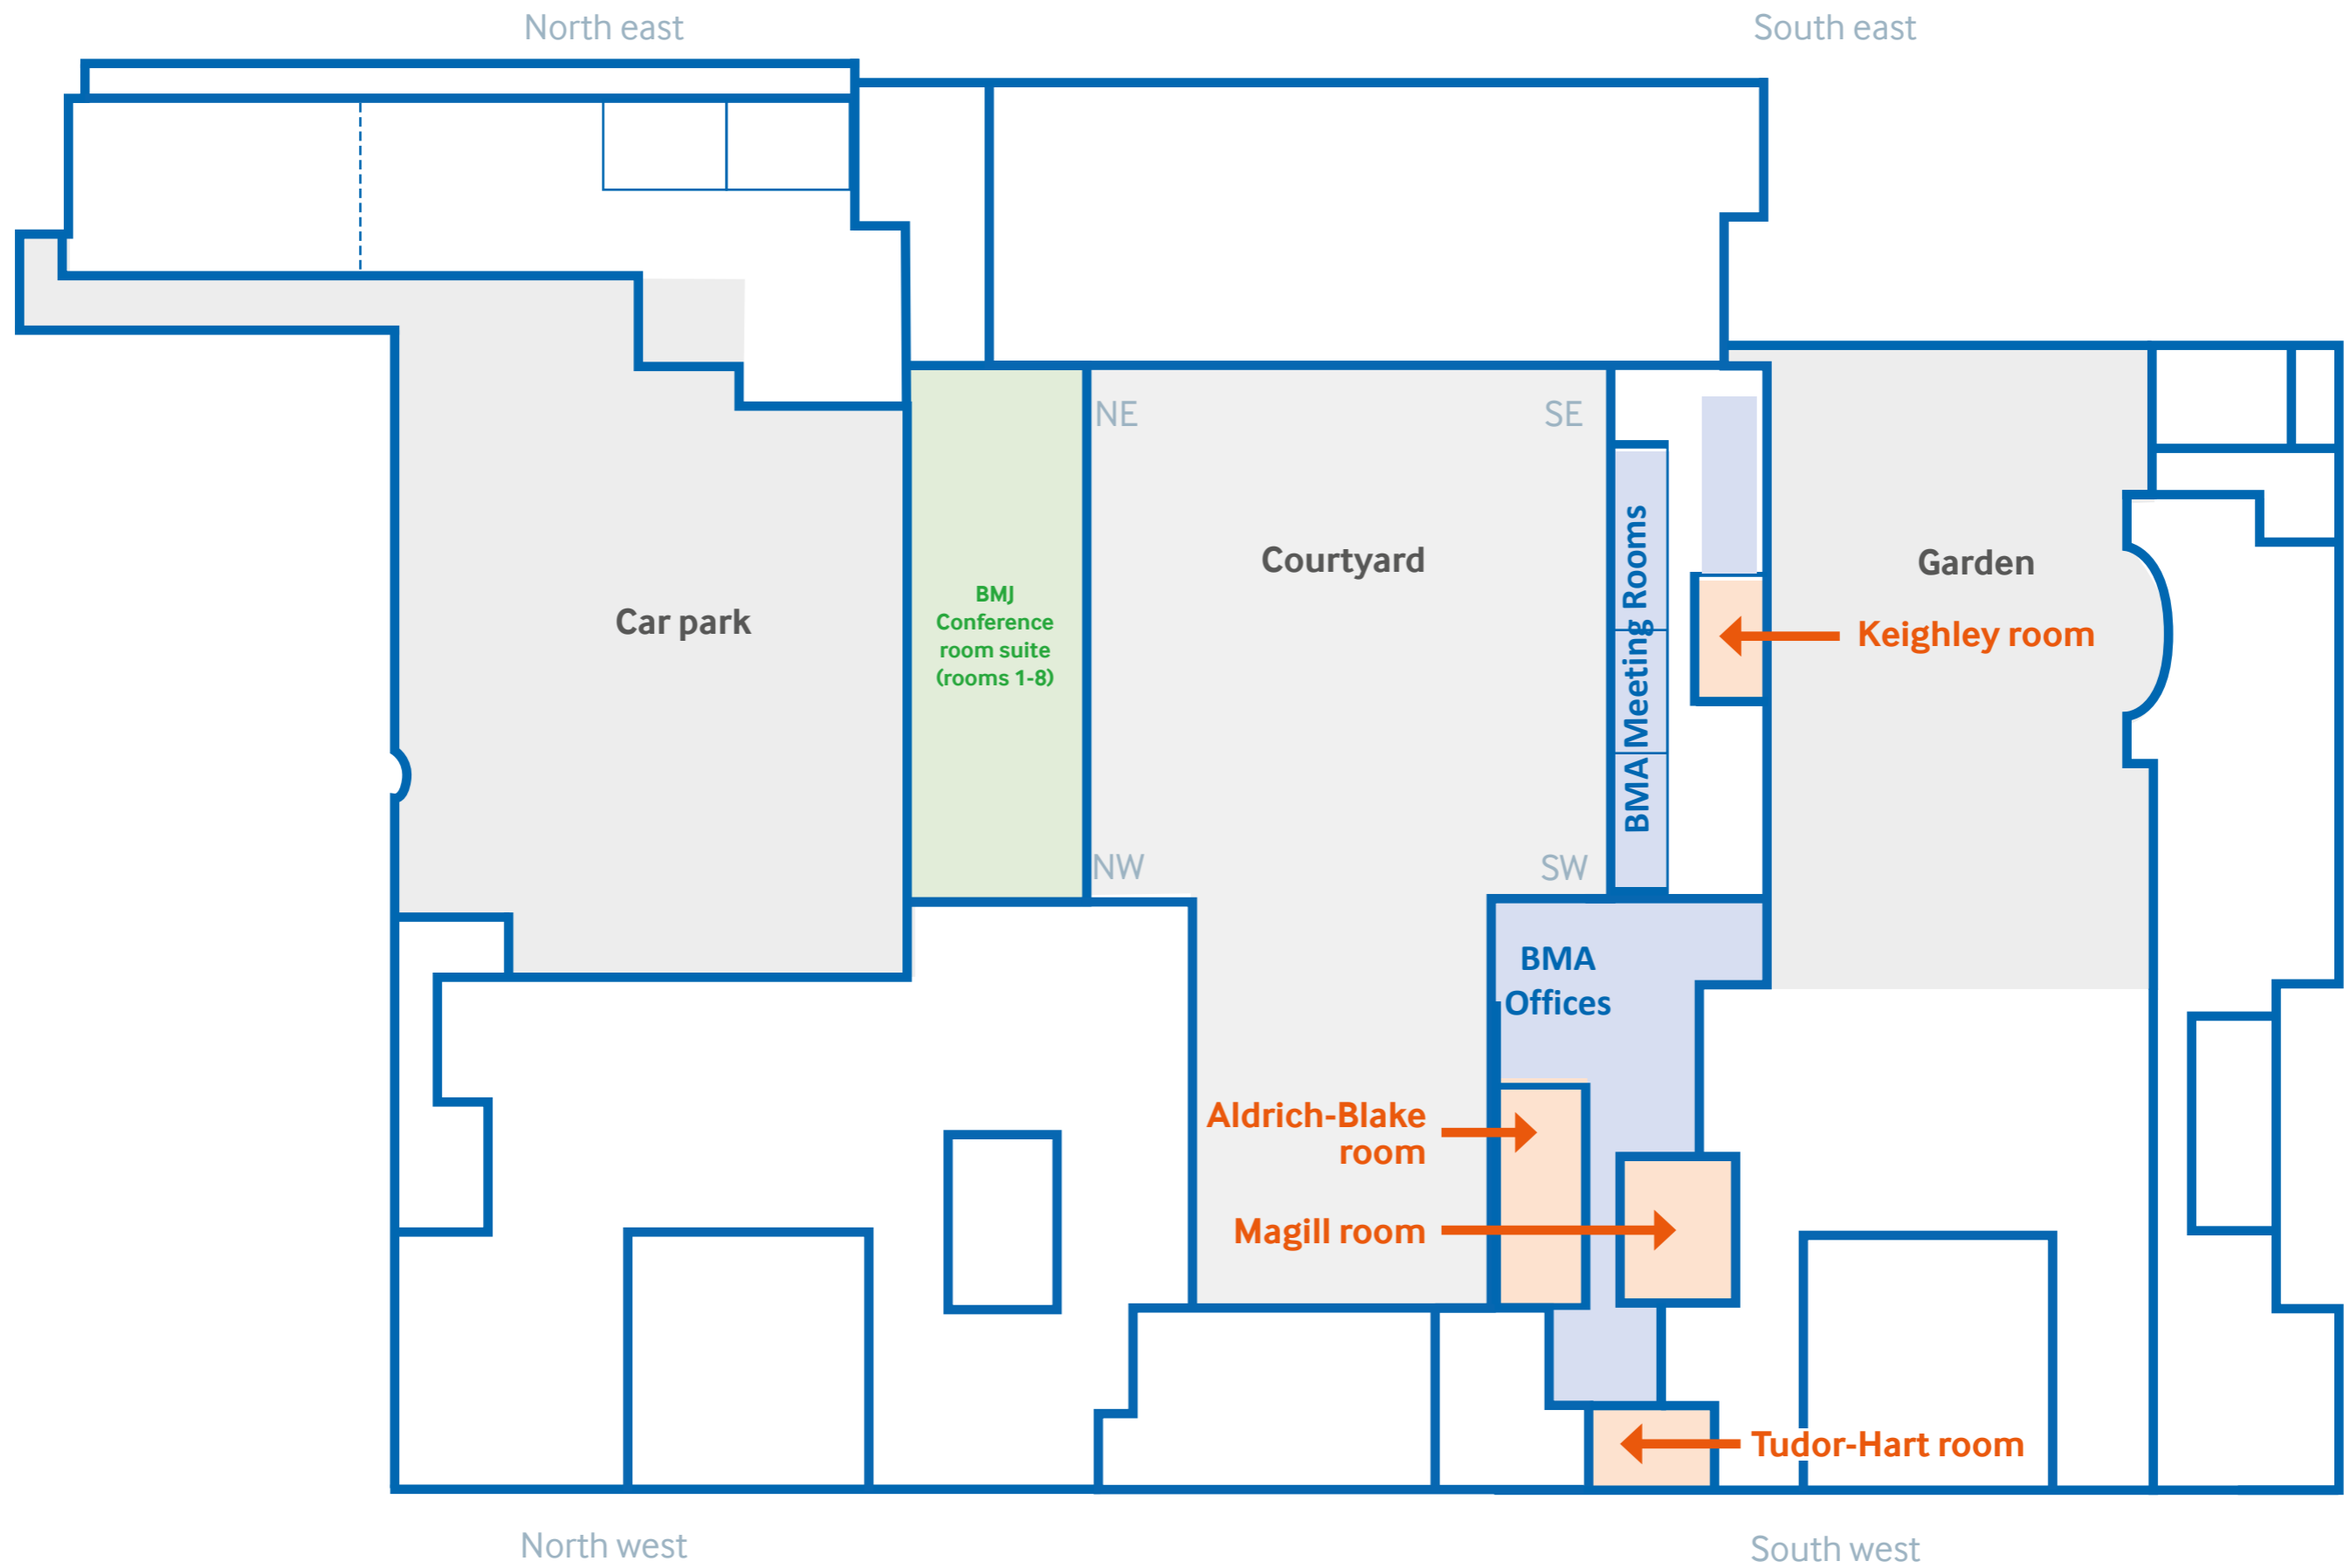 North east
South east
NE
SE
Courtyard
Garden
BMJ
Conference
room suite
(rooms 1-8)
Car park
BMA Meeting Rooms
Keighley room
NW
SW
BMA
Offices
Aldrich-Blake
room
Magill room
Tudor-Hart room
North west
South west